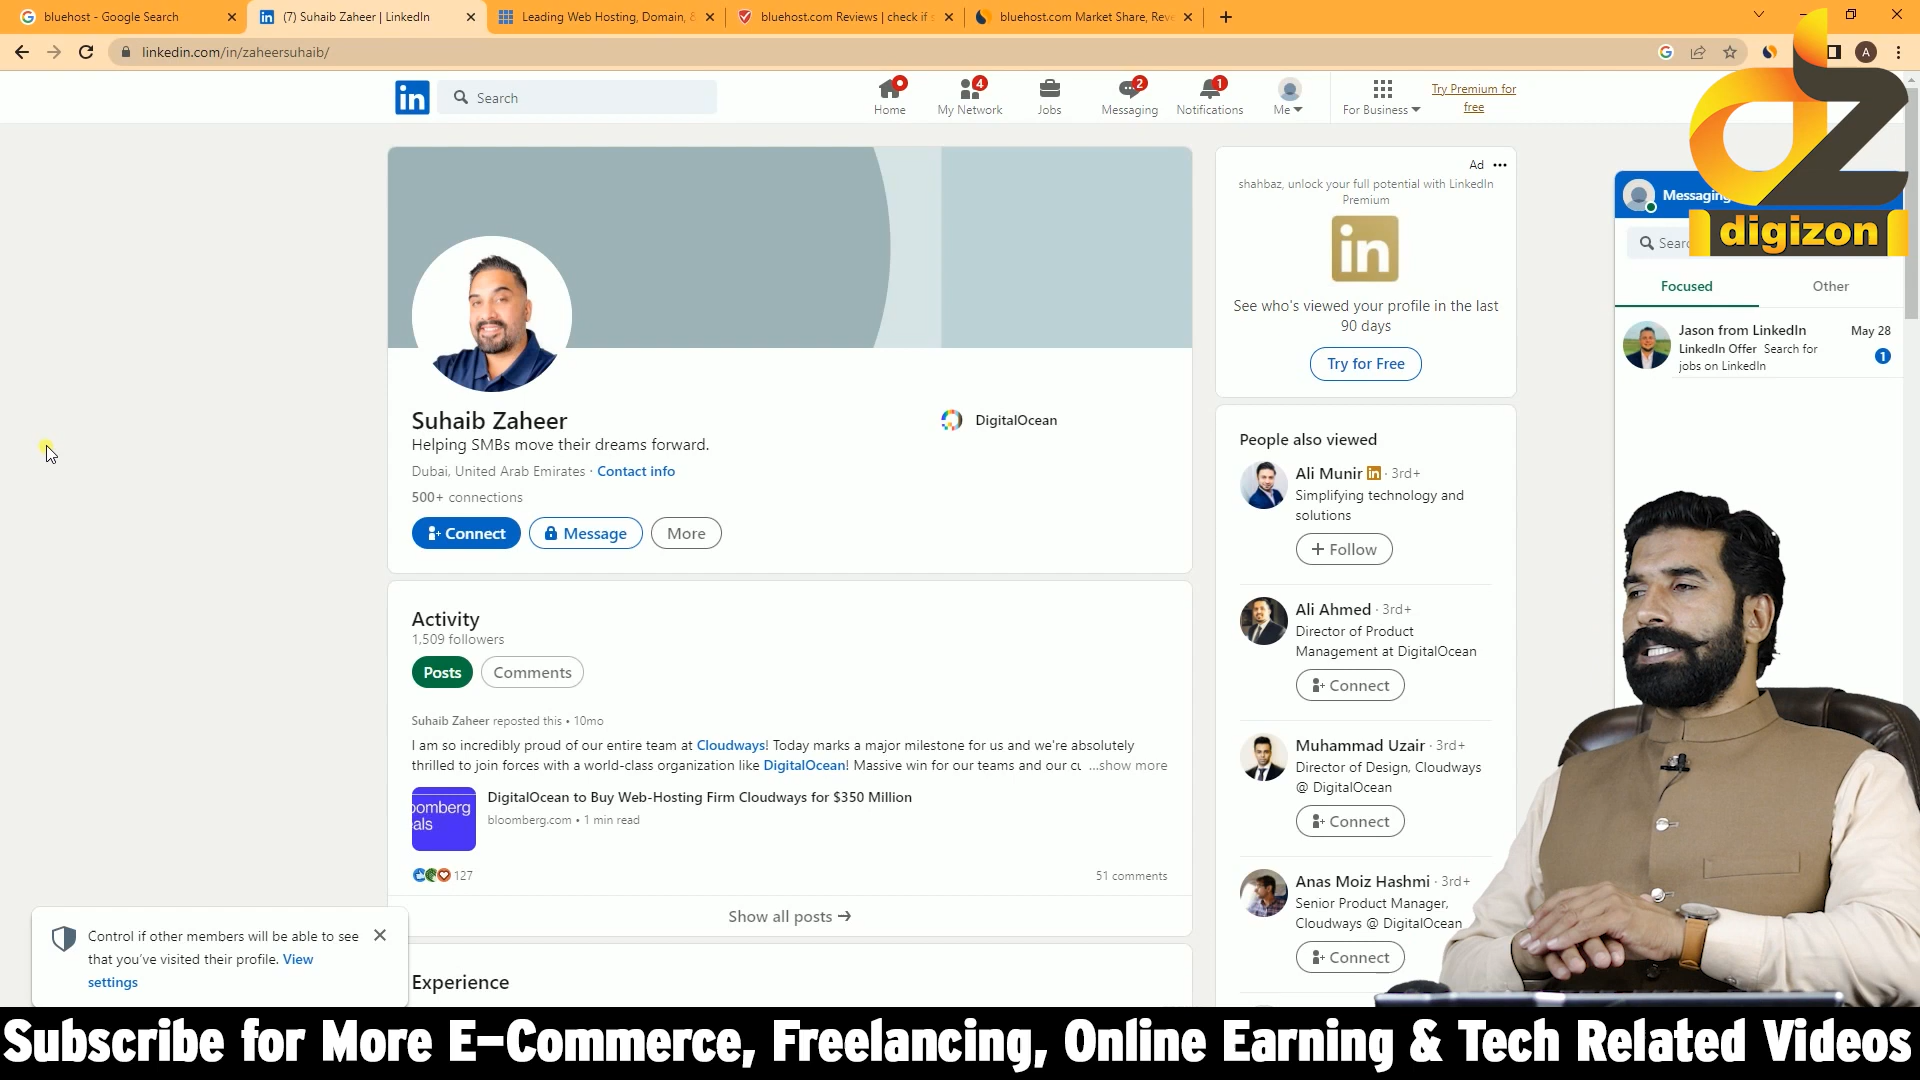 bluehost - Google Search
(7) Suhaib Zaheer | LinkedIn
Leading Web Hosting, Domain, &
bluehost.com Reviews | check if s
bluehost.com Market Share, Reve
linkedin.com/in/zaheersuhaib/
A
in
Search
Home
4
My Network
Jobs
2
Messaging
1
Notifications
Me
For Business
Try Premium for
free
digizon
Suhaib Zaheer
Helping SMBs move their dreams forward.
Dubai, United Arab Emirates · Contact info
500+ connections
Connect
Message
More
DigitalOcean
Activity
1,509 followers
Posts
Comments
Suhaib Zaheer reposted this • 10mo
I am so incredibly proud of our entire team at Cloudways! Today marks a major milestone for us and we're absolutely
thrilled to join forces with a world-class organization like DigitalOcean! Massive win for our teams and our cu ...show more
oomberg
als
DigitalOcean to Buy Web-Hosting Firm Cloudways for $350 Million
bloomberg.com • 1 min read
127
51 comments
Show all posts →
Experience
Control if other members will be able to see
that you've visited their profile. View
settings
Ad •••
shahbaz, unlock your full potential with LinkedIn
Premium
in
See who's viewed your profile in the last
90 days
Try for Free
People also viewed
Ali Munir in · 3rd+
Simplifying technology and
solutions
+ Follow
Ali Ahmed · 3rd+
Director of Product
Management at DigitalOcean
Connect
Muhammad Uzair · 3rd+
Director of Design, Cloudways
@ DigitalOcean
Connect
Anas Moiz Hashmi · 3rd+
Senior Product Manager,
Cloudways @ DigitalOcean
Connect
Messaging
Sear
Focused
Other
Jason from LinkedIn
May 28
LinkedIn Offer Search for
jobs on LinkedIn
1
Subscribe for More E-Commerce, Freelancing, Online Earning & Tech Related Videos